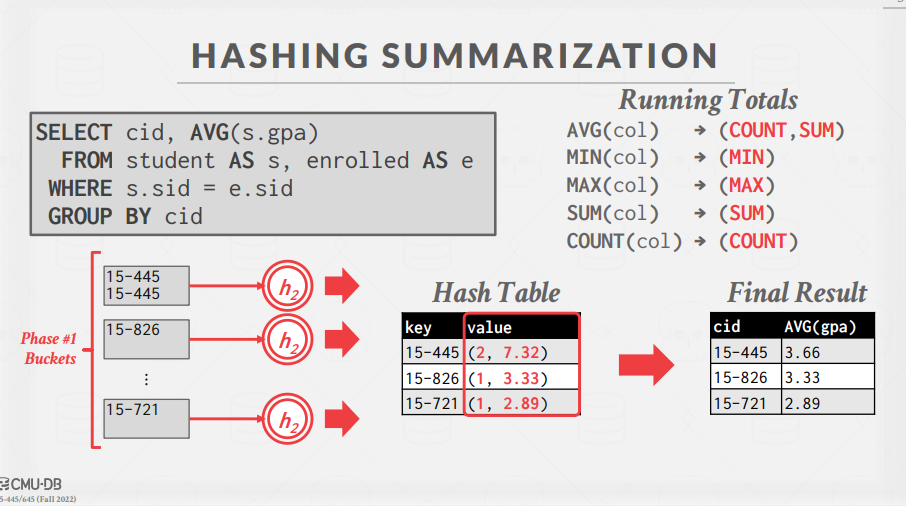 HASHING SUMMARIZATION
SELECT cid, AVG(s.gpa)
FROM student AS s, enrolled AS e
WHERE s.sid = e.sid
GROUP BY cid
Running Totals
AVG(col) → (COUNT,SUM)
MIN(col) → (MIN)
MAX(col) → (MAX)
SUM(col) → (SUM)
COUNT(col) → (COUNT)
Phase #1
Buckets
15-445
15-445
h2
15-826
h2
⋮
15-721
h2
Hash Table
key value
15-445 (2, 7.32)
15-826 (1, 3.33)
15-721 (1, 2.89)
Final Result
cid AVG(gpa)
15-445 3.66
15-826 3.33
15-721 2.89
CMU·DB
5-445/645 (Fall 2022)